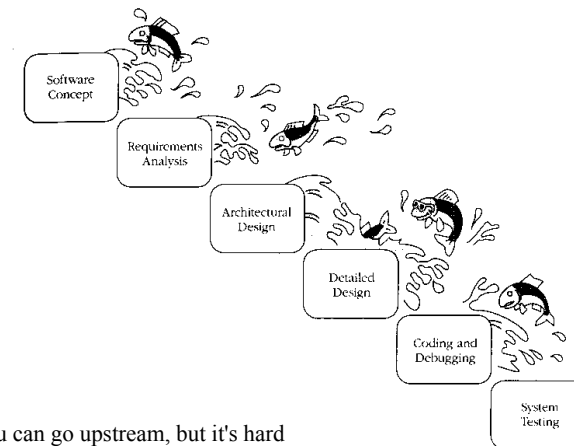 Software
Concept
Requirements
Analysis
Architectural
Design
Detailed
Design
Coding and
Debugging
System
Testing
u can go upstream, but it's hard